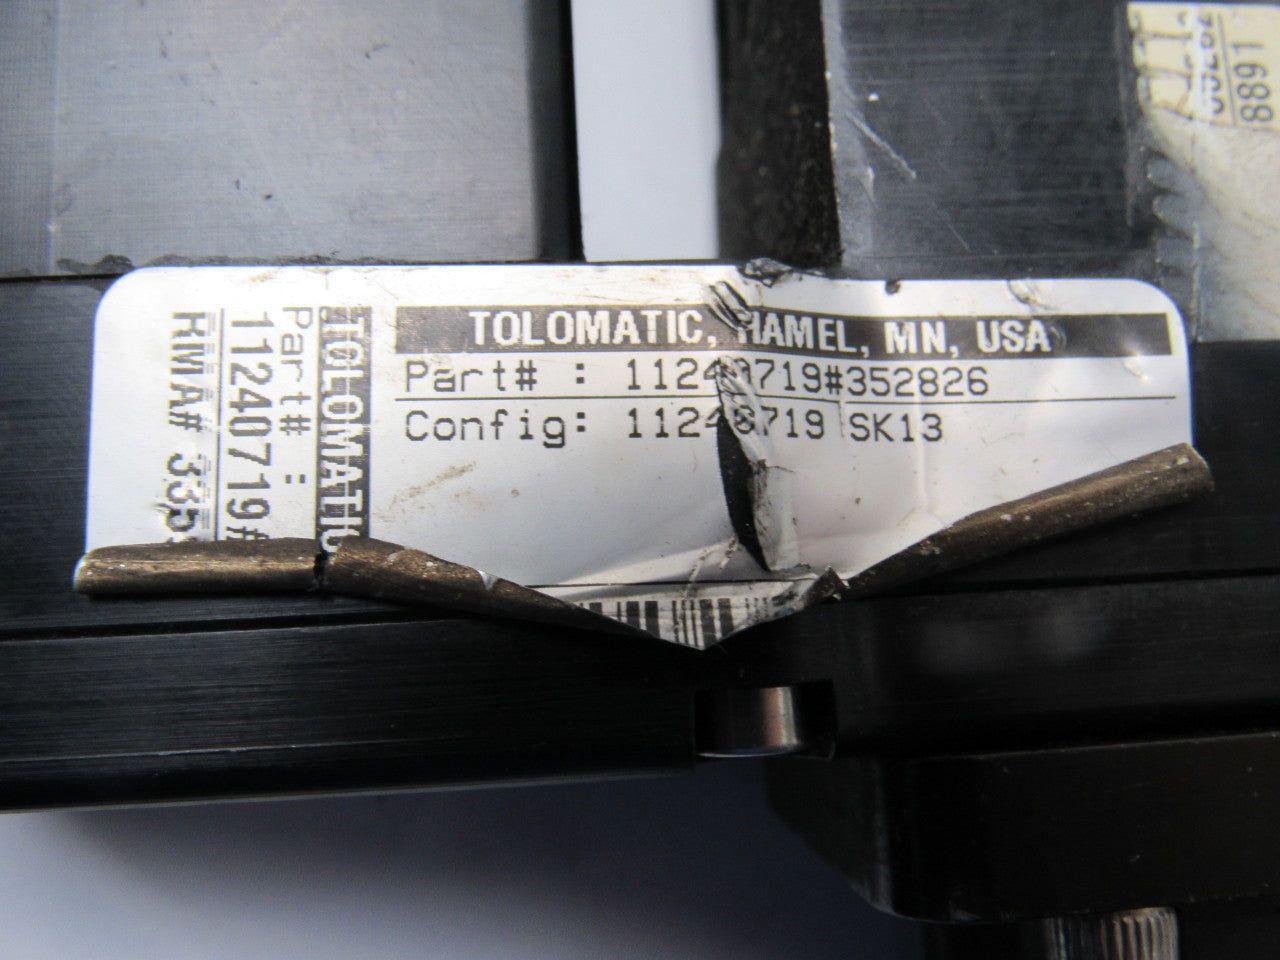 TOLOMATIC, HAMEL, MN, USA
Part# : 11240719#352826
Config: 11240719 SK13
TOLOMATIC
Part# :
11240719#
RMA# 335
8891